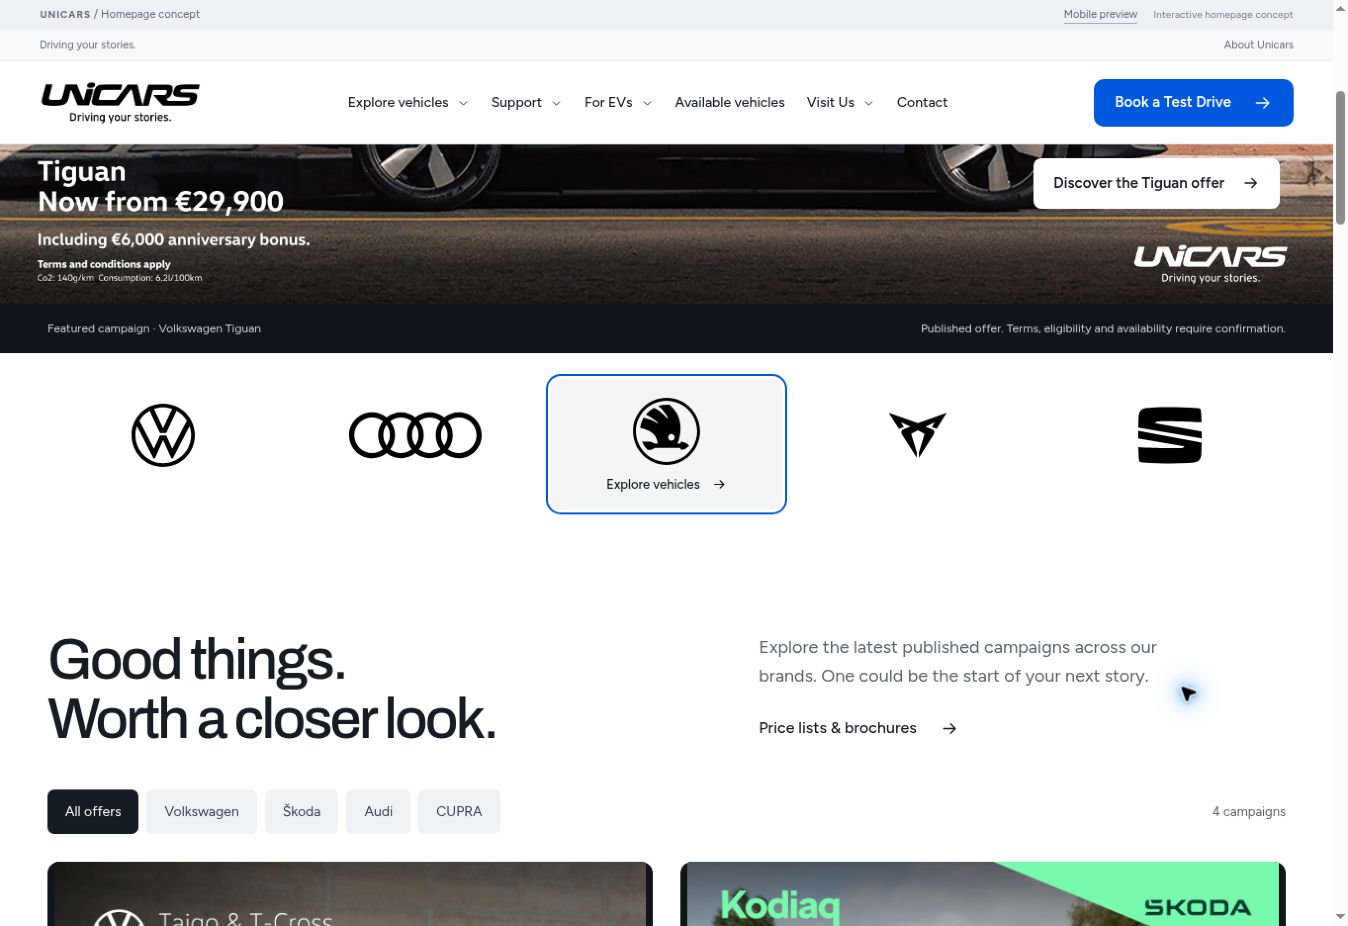 UNICARS / Homepage concept
Mobile preview
Interactive homepage concept
Driving your stories.
About Unicars
UNiCARS
Driving your stories.
Explore vehicles
Support
For EVs
Available vehicles
Visit Us
Contact
Book a Test Drive
Tiguan
Now from €29,900
Including €6,000 anniversary bonus.
Terms and conditions apply
Co2: 140g/km Consumption: 6.2l/100km
Discover the Tiguan offer
UNiCARS
Driving your stories.
Featured campaign · Volkswagen Tiguan
Published offer. Terms, eligibility and availability require confirmation.
Explore vehicles
Good things.
Worth a closer look.
Explore the latest published campaigns across our
brands. One could be the start of your next story.
Price lists & brochures
All offers
Volkswagen
Škoda
Audi
CUPRA
4 campaigns
Taigo & T-Cross
Kodiaq
SKODA